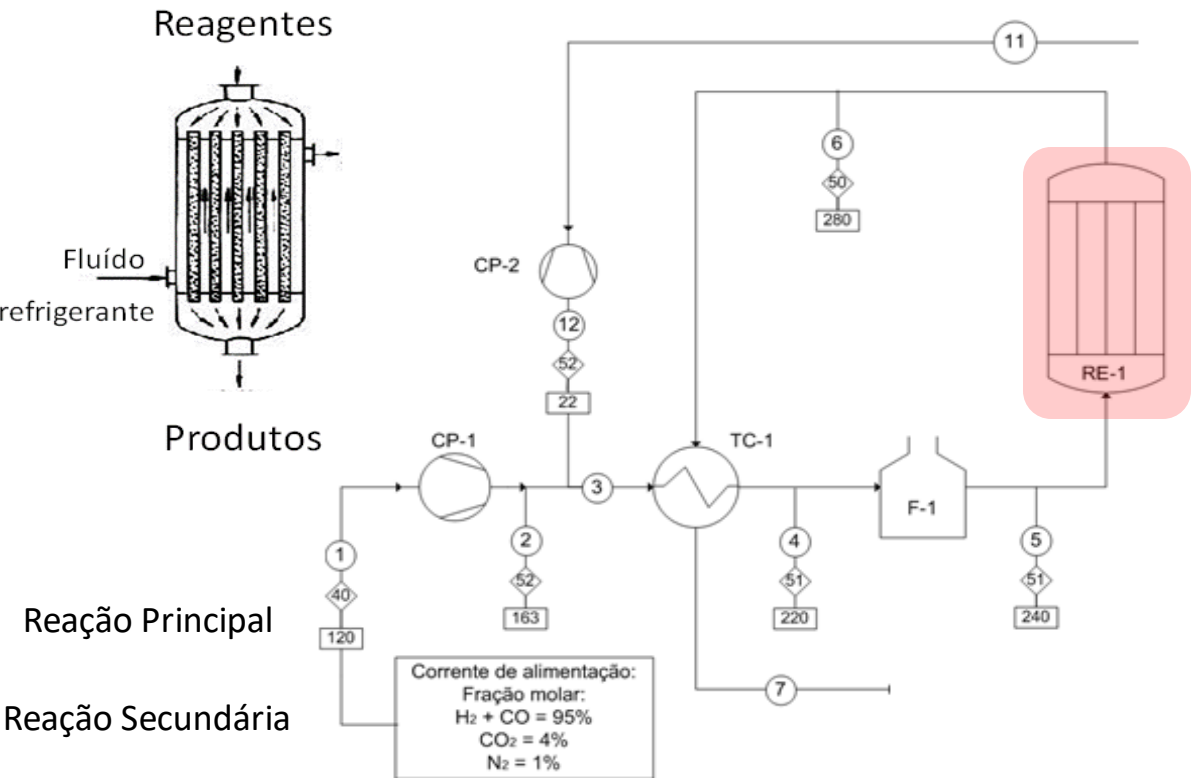 Reagentes
Fluído
refrigerante
Produtos
Reação Principal
Reação Secundária
11
6
50
280
CP-2
12
52
22
RE-1
CP-1
TC-1
3
F-1
1
40
120
2
52
163
4
51
220
5
51
240
7
Corrente de alimentação:
Fração molar:
H₂ + CO = 95%
CO₂ = 4%
N₂ = 1%